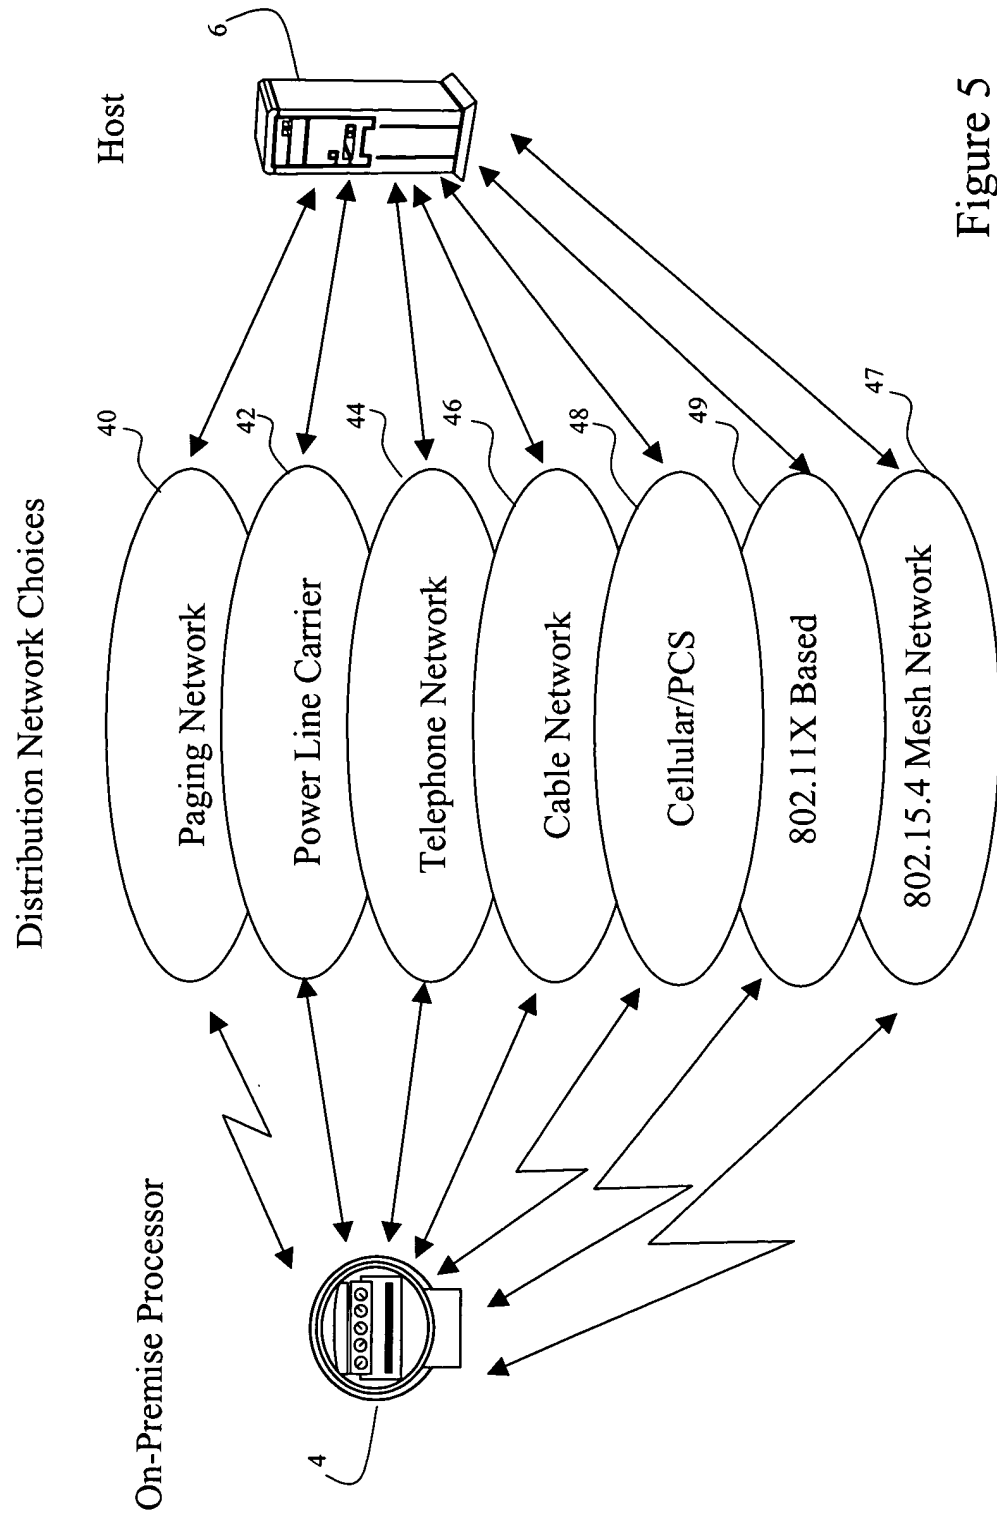 Distribution Network Choices
On-Premise Processor
Host
4
6
40
Paging Network
42
Power Line Carrier
44
Telephone Network
46
Cable Network
48
Cellular/PCS
49
802.11X Based
47
802.15.4 Mesh Network
Figure 5